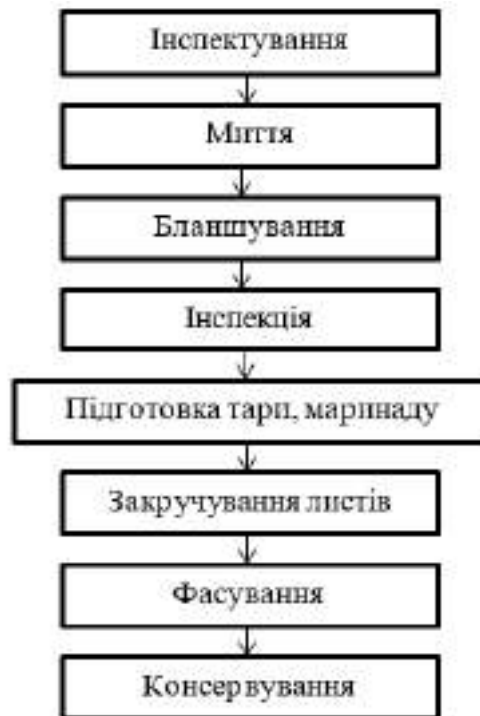 Інспектування
Миття
Бланшування
Інспекція
Підготовка тари, маринаду
Закручування листів
Фасування
Консервування